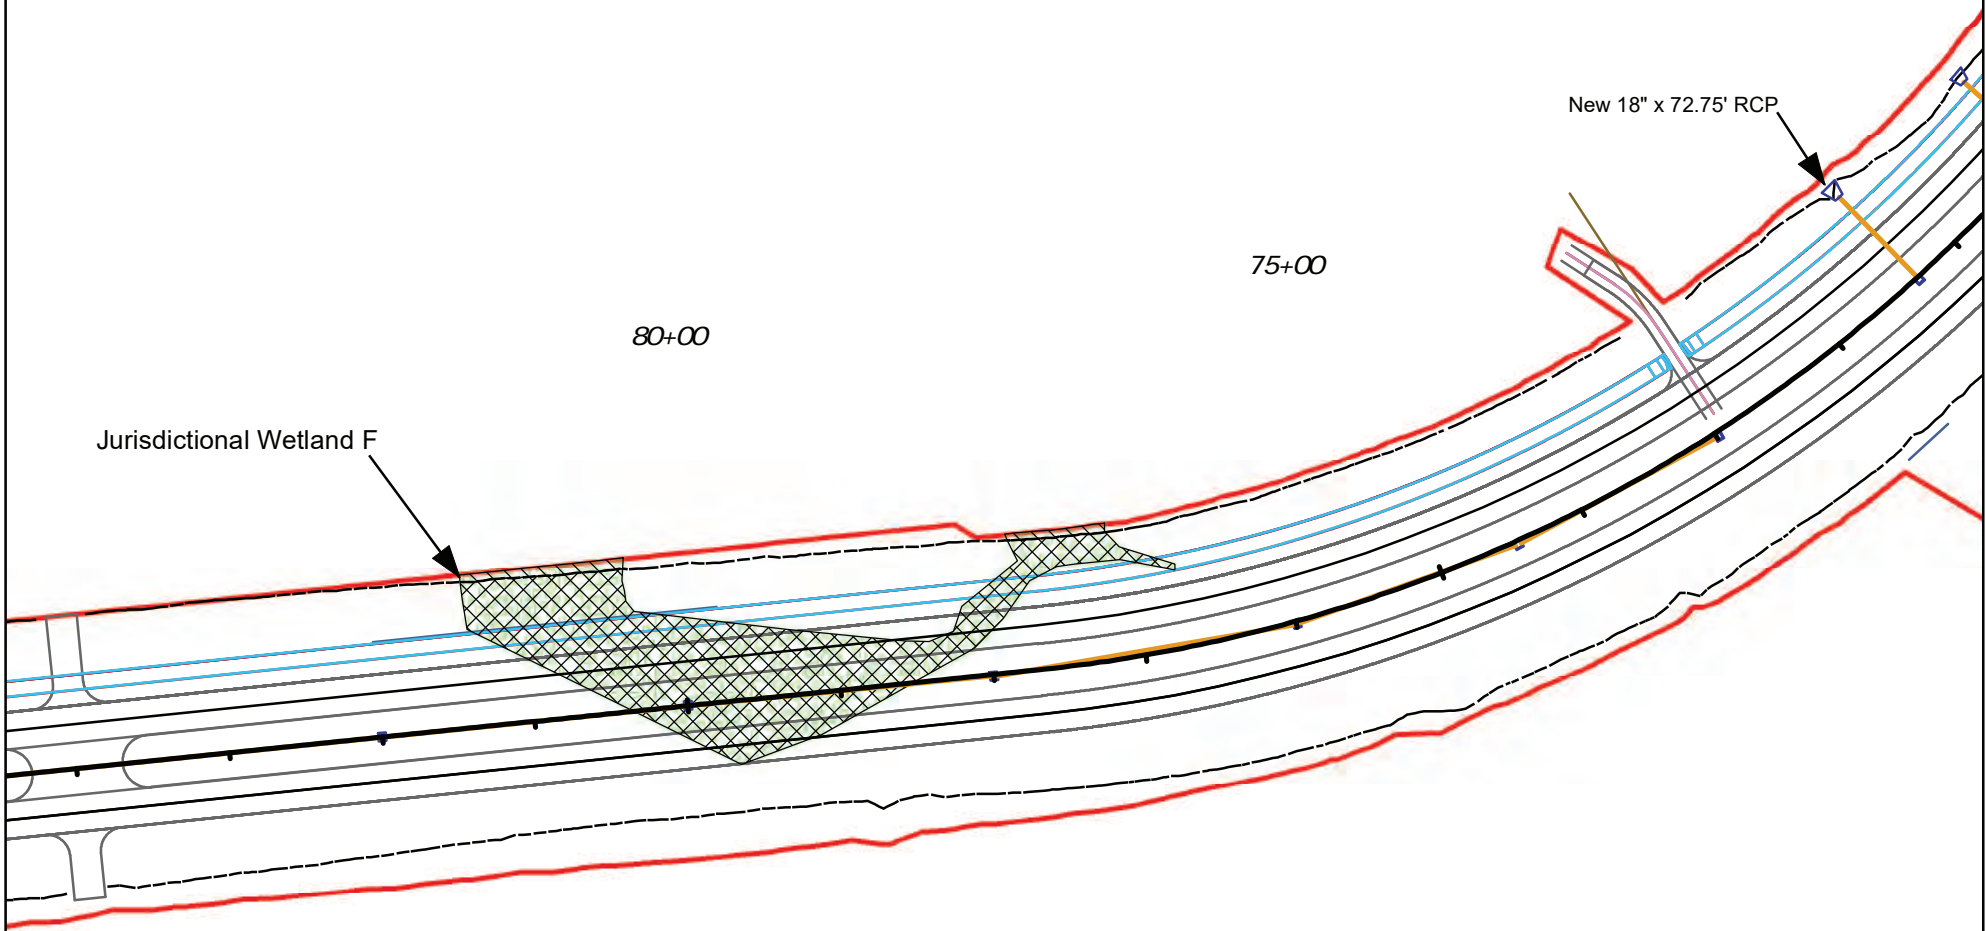 New 18" x 72.75' RCP
75+00
80+00
Jurisdictional Wetland F